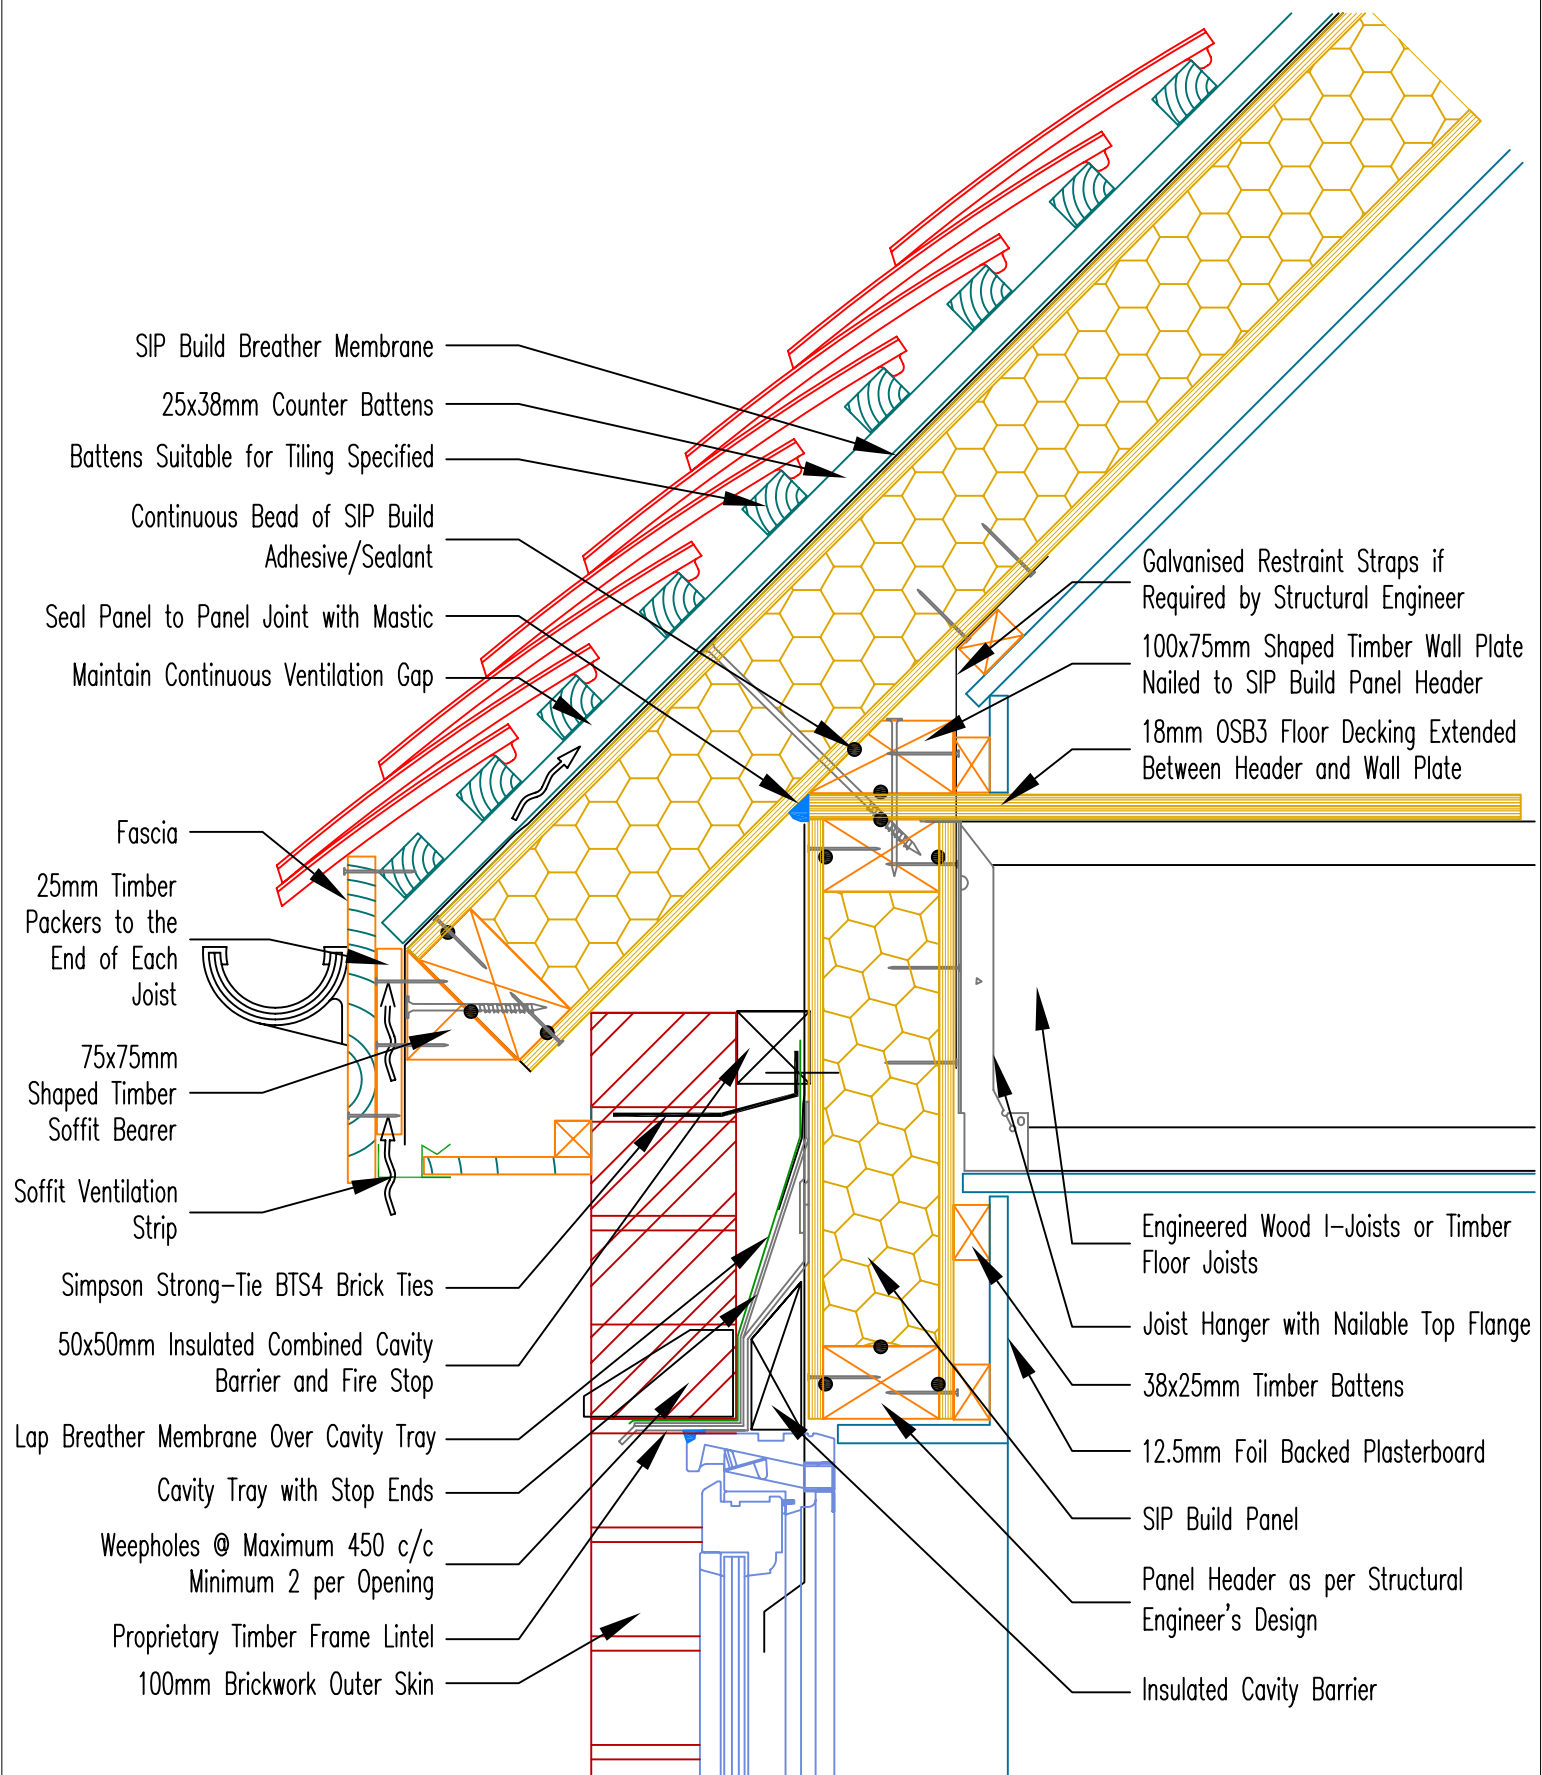 SIP Build Breather Membrane
25x38mm Counter Battens
Battens Suitable for Tiling Specified
Continuous Bead of SIP Build
Adhesive/Sealant
Seal Panel to Panel Joint with Mastic
Maintain Continuous Ventilation Gap
Fascia
25mm Timber
Packers to the
End of Each
Joist
75x75mm
Shaped Timber
Soffit Bearer
Soffit Ventilation
Strip
Simpson Strong-Tie BTS4 Brick Ties
50x50mm Insulated Combined Cavity
Barrier and Fire Stop
Lap Breather Membrane Over Cavity Tray
Cavity Tray with Stop Ends
Weepholes @ Maximum 450 c/c
Minimum 2 per Opening
Proprietary Timber Frame Lintel
100mm Brickwork Outer Skin
Galvanised Restraint Straps if
Required by Structural Engineer
100x75mm Shaped Timber Wall Plate
Nailed to SIP Build Panel Header
18mm OSB3 Floor Decking Extended
Between Header and Wall Plate
Engineered Wood I-Joists or Timber
Floor Joists
Joist Hanger with Nailable Top Flange
38x25mm Timber Battens
12.5mm Foil Backed Plasterboard
SIP Build Panel
Panel Header as per Structural
Engineer's Design
Insulated Cavity Barrier